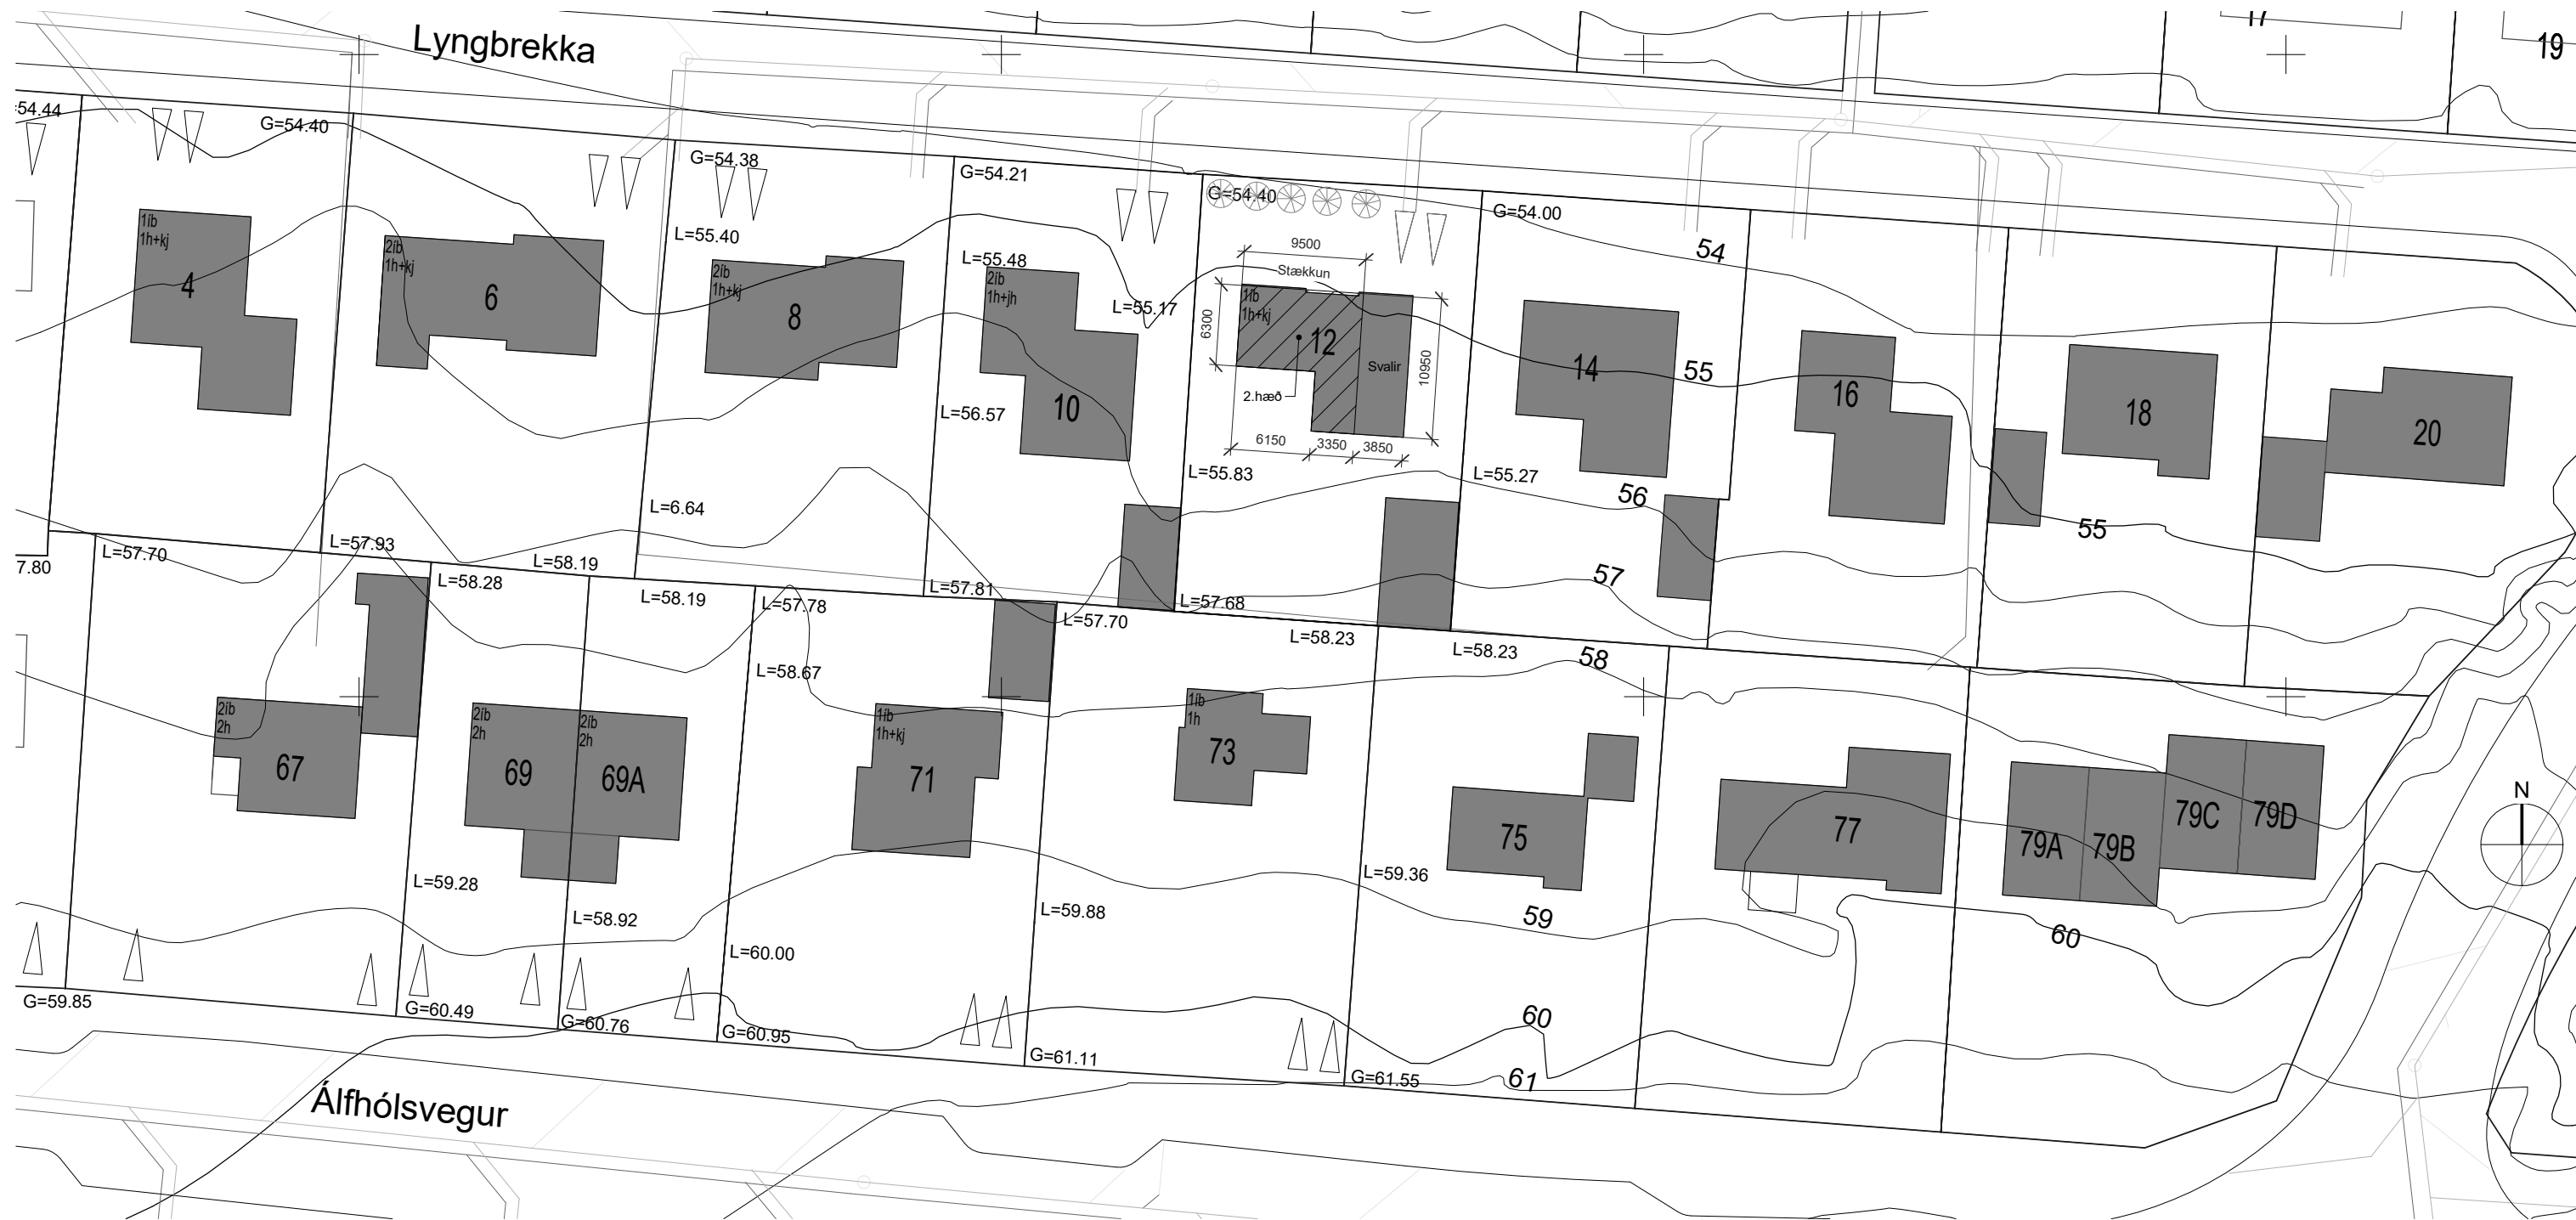 Lyngbrekka
17
19
54.44
G=54.40
G=54.38
G=54.21
G=54.40
G=54.00
54
L=55.40
L=55.48
L=55.17
1íb
1h+kj
4
2íb
1h+kj
6
2íb
1h+kj
8
2íb
1h+jh
10
9500
Stækkun
6300
1íb
1h+kj
12
Svalir
10950
2.hæð
6150
3350
3850
14
55
16
18
20
L=56.57
L=55.83
L=55.27
56
L=6.64
55
57
L=57.70
7.80
L=57.93
L=58.19
L=58.28
L=58.19
L=57.78
L=57.81
L=57.70
L=57.68
L=58.23
L=58.23
58
L=58.67
2íb
2h
67
2íb
2h
69
2íb
2h
69A
1íb
1h+kj
71
1íb
1h
73
75
77
79A
79B
79C
79D
N
L=59.28
L=58.92
L=59.88
L=59.36
59
60
L=60.00
G=59.85
G=60.49
G=60.76
G=60.95
G=61.11
G=61.55
60
61
Álfhólsvegur